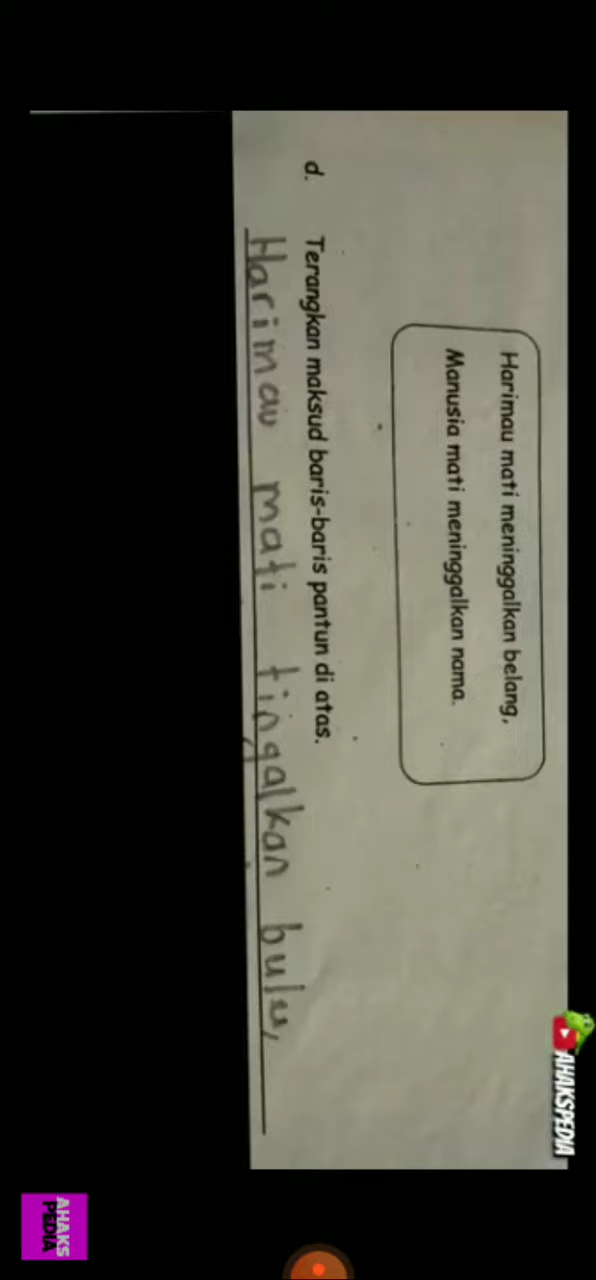 Harimau mati meninggalkan belang,
Manusia mati meninggalkan nama.
d. Terangkan maksud baris-baris pantun di atas.
Harimau mati tinggalkan bulu,
AHAKSPEDIA
AHAKS
PEDIA